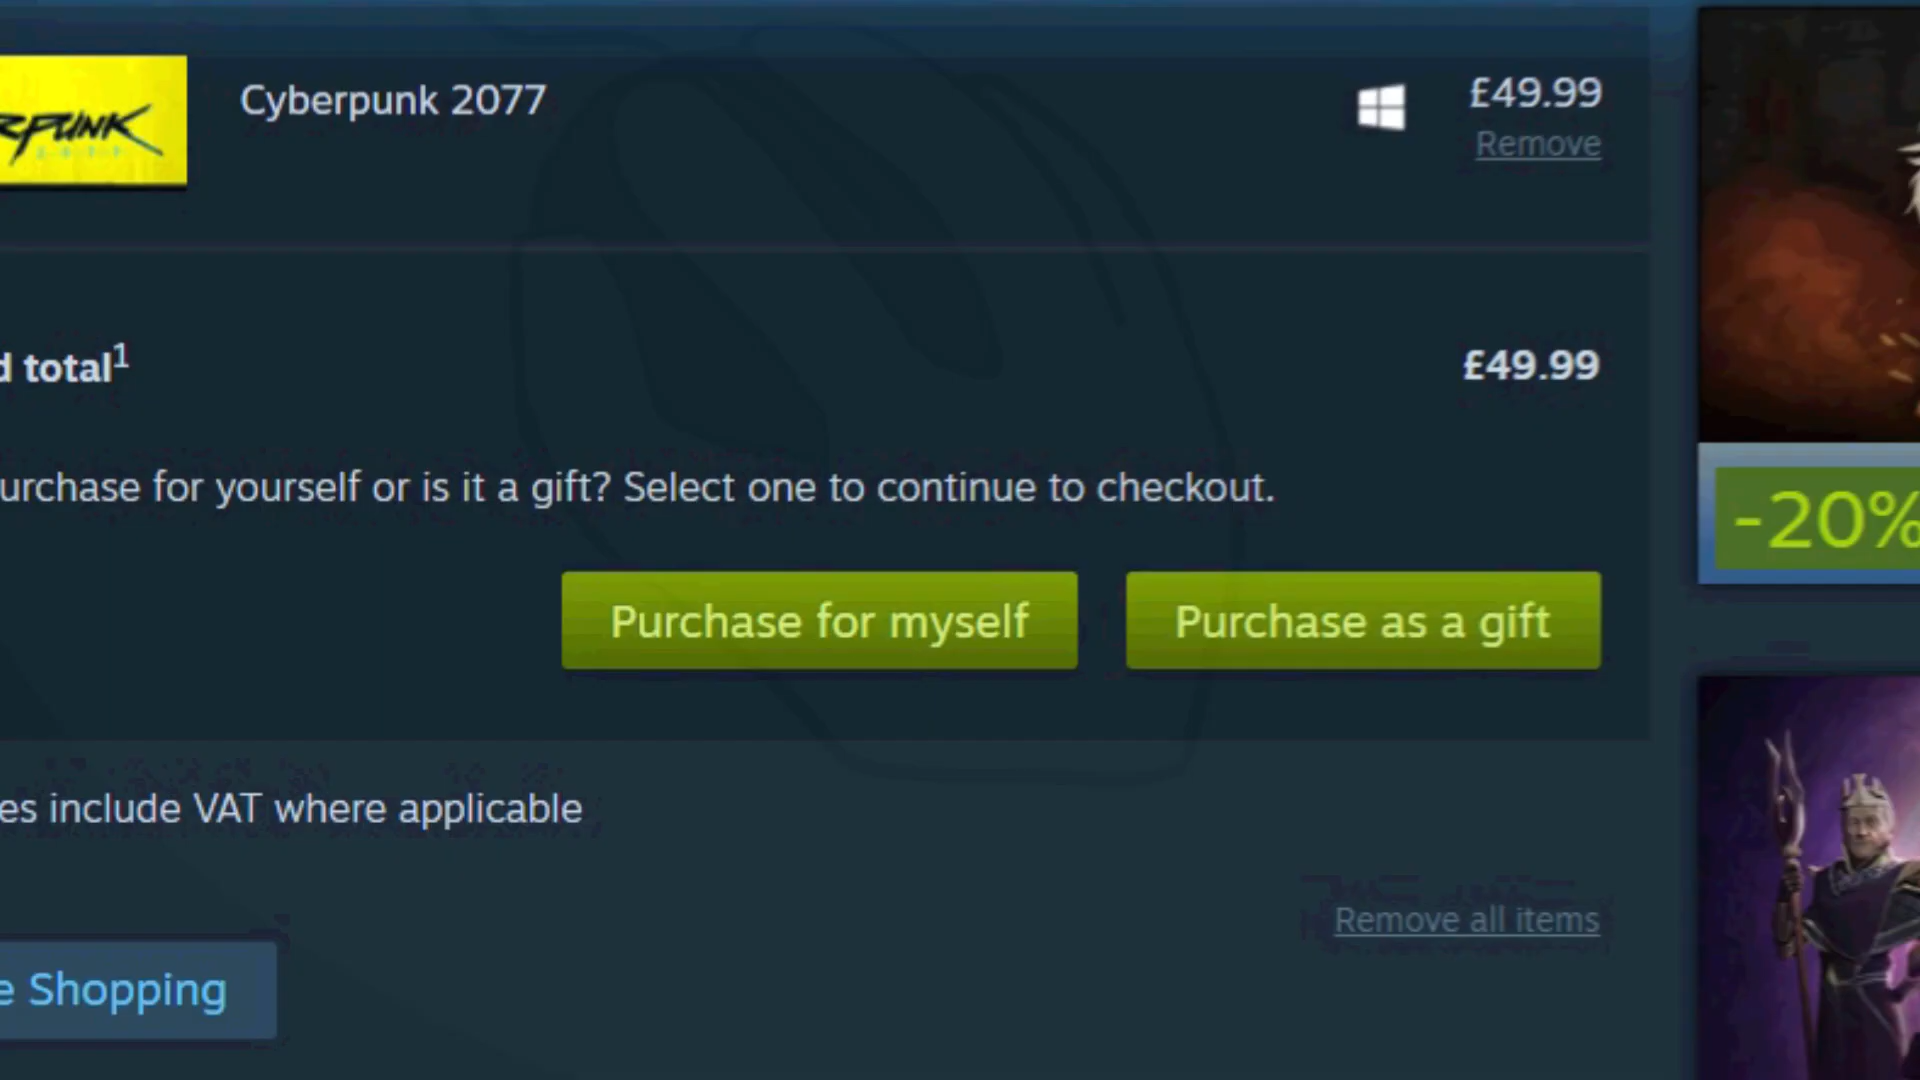 Cyberpunk 2077
£49.99
RPUNK
Remove
d total1
£49.99
urchase for yourself or is it a gift? Select one to continue to checkout.
Purchase for myself
Purchase as a gift
-20%
es include VAT where applicable
Remove all items
e Shopping